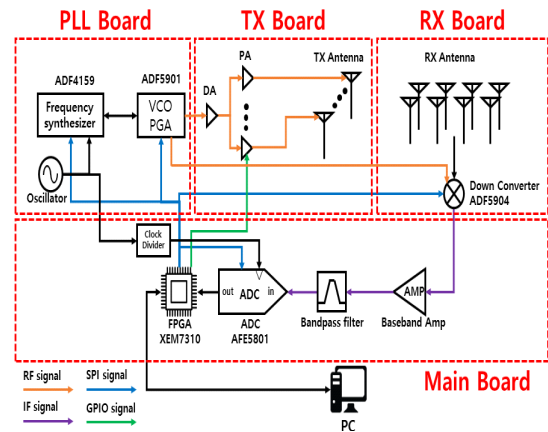 PLL Board
TX Board
RX Board
ADF4159
ADF5901
PA
TX Antenna
RX Antenna
DA
Frequency
synthesizer
VCO
PGA
Oscillator
Down Converter
ADF5904
Clock
Divider
out
ADC
in
AMP
FPGA
XEM7310
ADC
AFE5801
Bandpass filter
Baseband Amp
RF signal
SPI signal
IF signal
GPIO signal
Main Board
PC